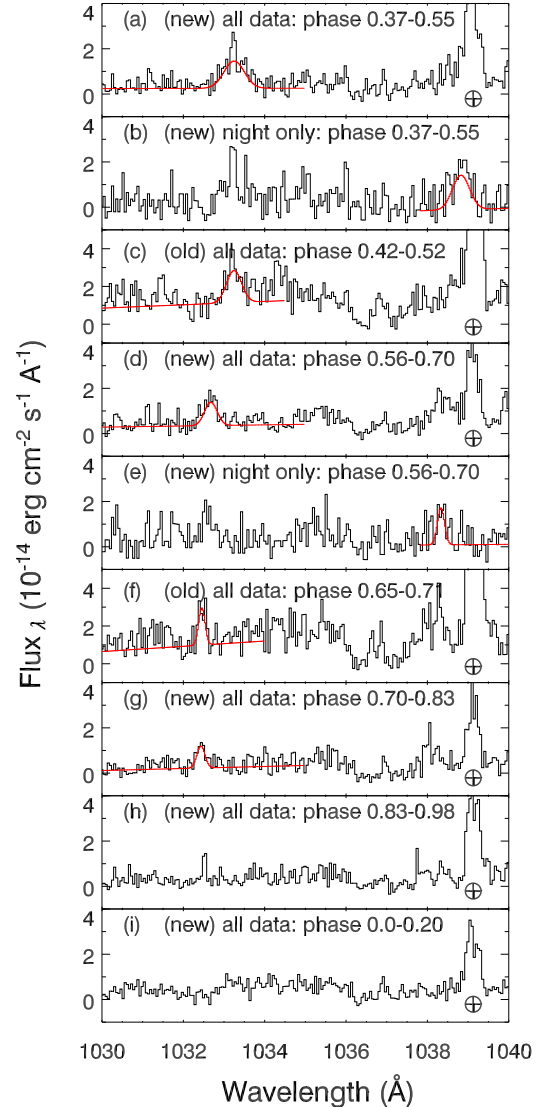 4
(a) (new) all data: phase 0.37-0.55
2
0
⊕
4
(b) (new) night only: phase 0.37-0.55
2
0
4
(c) (old) all data: phase 0.42-0.52
2
0
⊕
4
(d) (new) all data: phase 0.56-0.70
2
0
⊕
4
(e) (new) night only: phase 0.56-0.70
2
0
4
(f) (old) all data: phase 0.65-0.71
2
0
⊕
4
(g) (new) all data: phase 0.70-0.83
2
0
⊕
4
(h) (new) all data: phase 0.83-0.98
2
0
⊕
4
(i) (new) all data: phase 0.0-0.20
2
0
⊕
1030 1032 1034 1036 1038 1040
Wavelength (Å)
Flux λ (10⁻¹⁴ erg cm⁻² s⁻¹ A⁻¹)